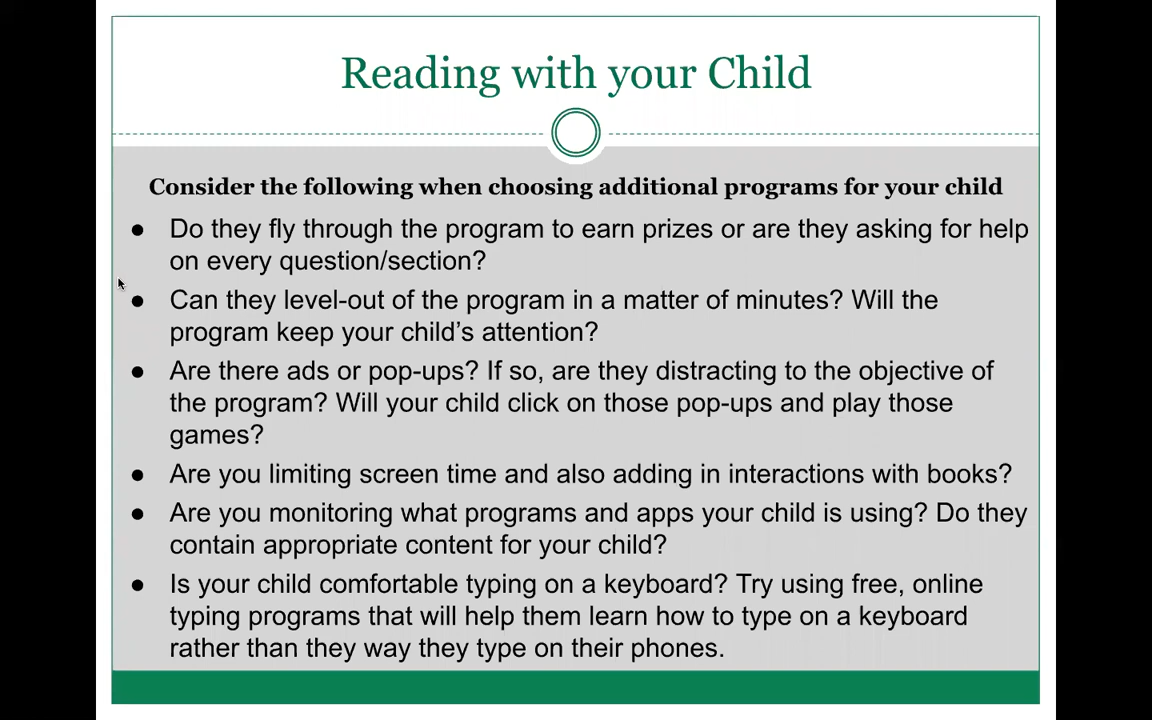 Reading with your Child
Consider the following when choosing additional programs for your child
● Do they fly through the program to earn prizes or are they asking for help
on every question/section?
● Can they level-out of the program in a matter of minutes? Will the
program keep your child's attention?
● Are there ads or pop-ups? If so, are they distracting to the objective of
the program? Will your child click on those pop-ups and play those
games?
● Are you limiting screen time and also adding in interactions with books?
● Are you monitoring what programs and apps your child is using? Do they
contain appropriate content for your child?
● Is your child comfortable typing on a keyboard? Try using free, online
typing programs that will help them learn how to type on a keyboard
rather than they way they type on their phones.